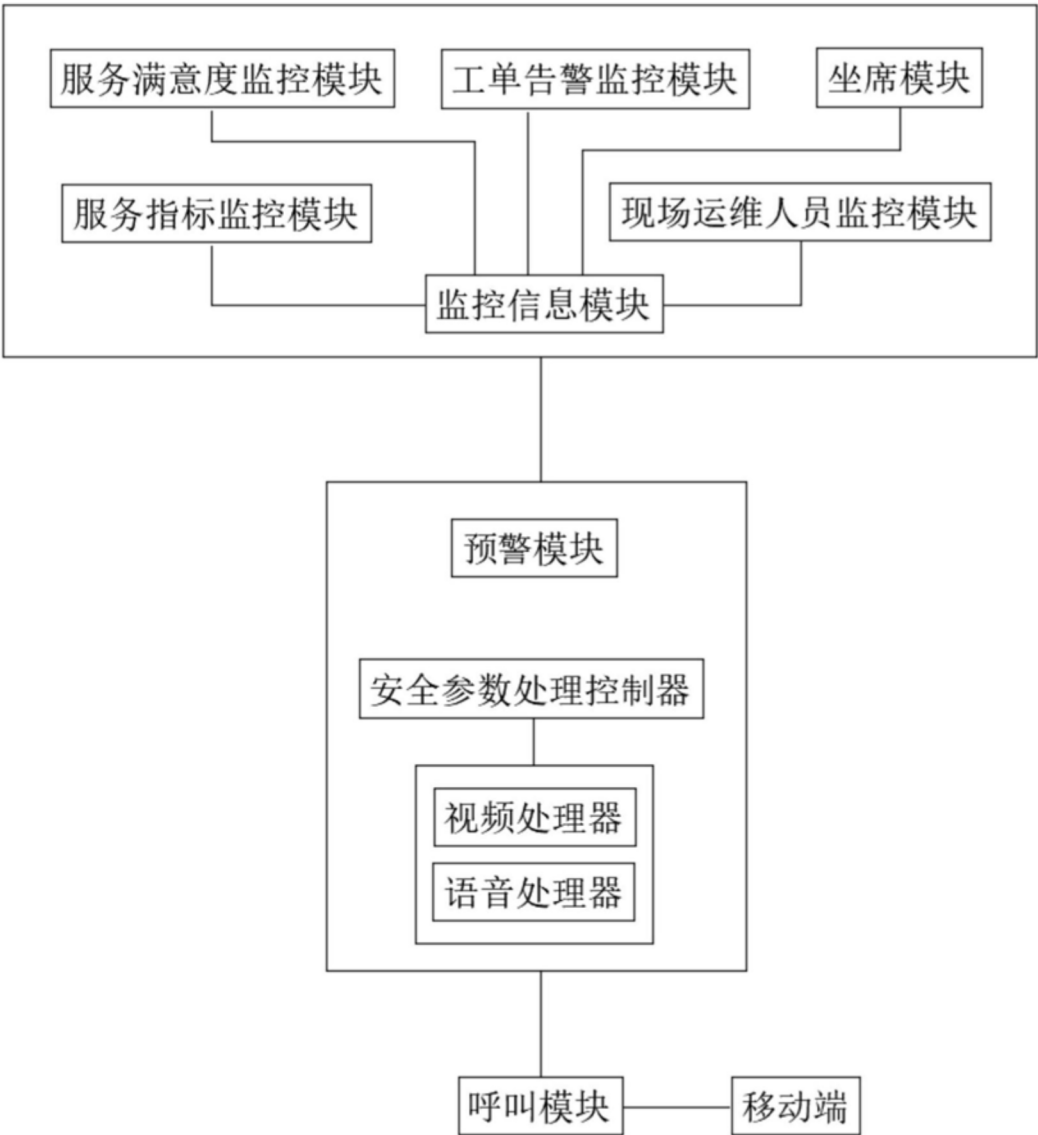 服务满意度监控模块
工单告警监控模块
坐席模块
服务指标监控模块
现场运维人员监控模块
监控信息模块
预警模块
安全参数处理控制器
视频处理器
语音处理器
呼叫模块
移动端